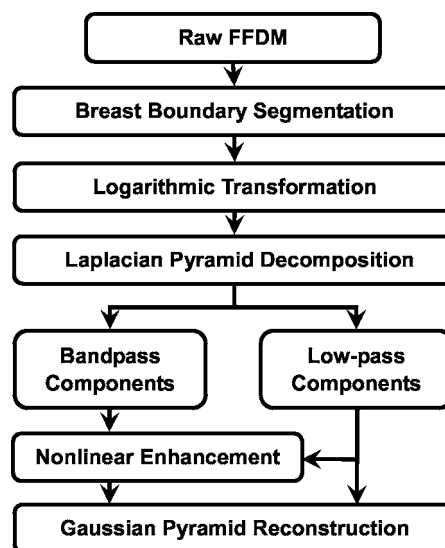 Raw FFDM
Breast Boundary Segmentation
Logarithmic Transformation
Laplacian Pyramid Decomposition
Bandpass
Components
Low-pass
Components
Nonlinear Enhancement
Gaussian Pyramid Reconstruction